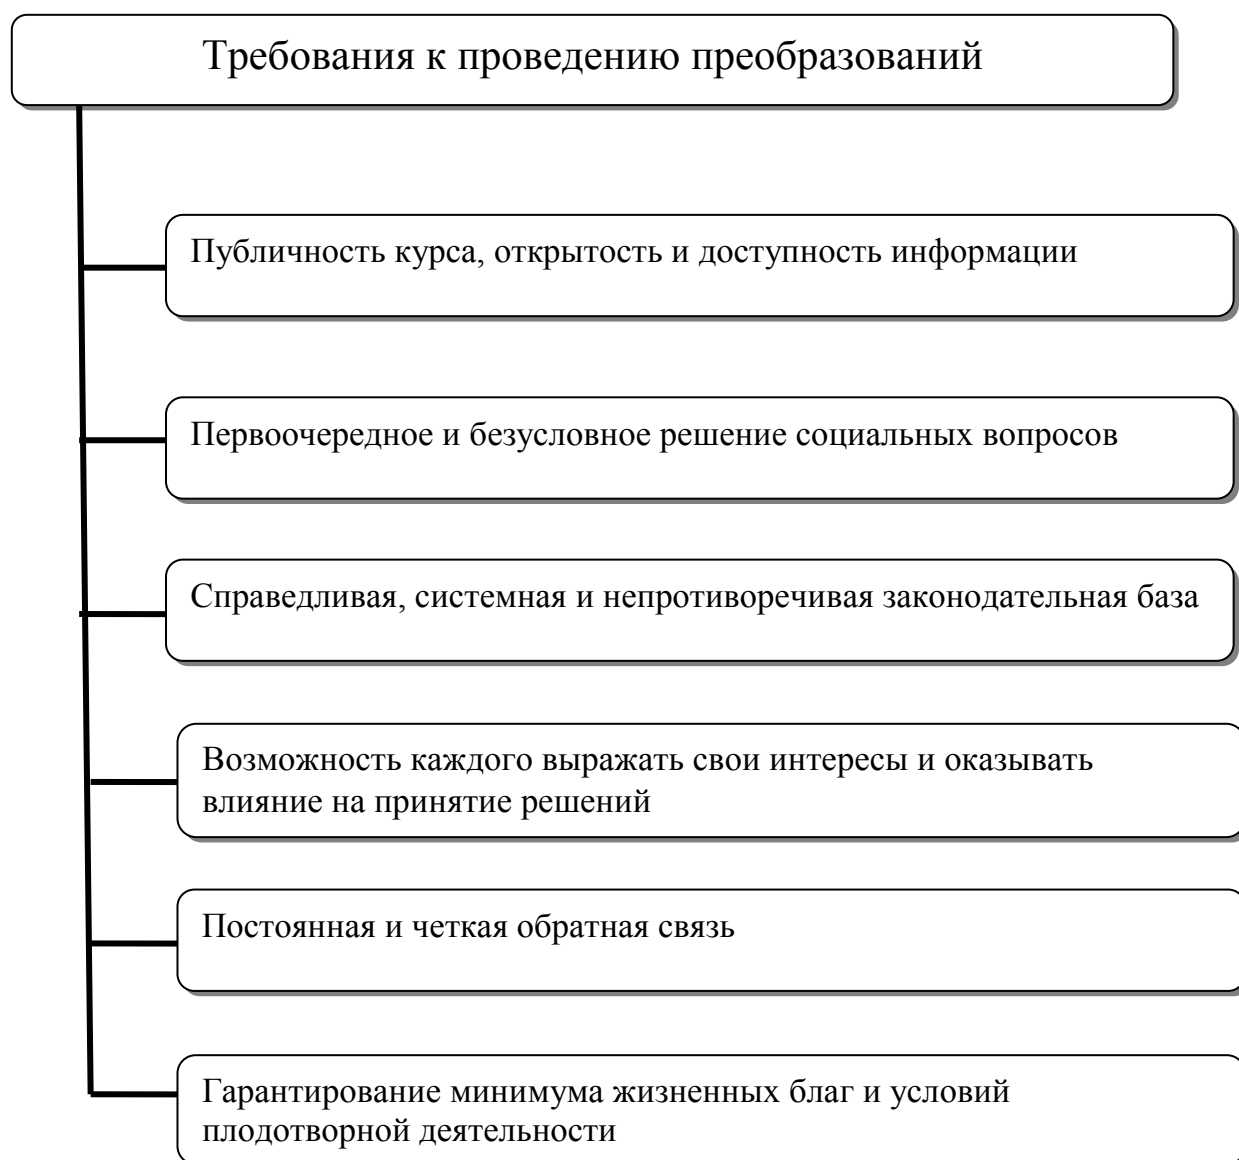 Требования к проведению преобразований
Публичность курса, открытость и доступность информации
Первоочередное и безусловное решение социальных вопросов
Справедливая, системная и непротиворечивая законодательная база
Возможность каждого выражать свои интересы и оказывать
влияние на принятие решений
Постоянная и четкая обратная связь
Гарантирование минимума жизненных благ и условий
плодотворной деятельности